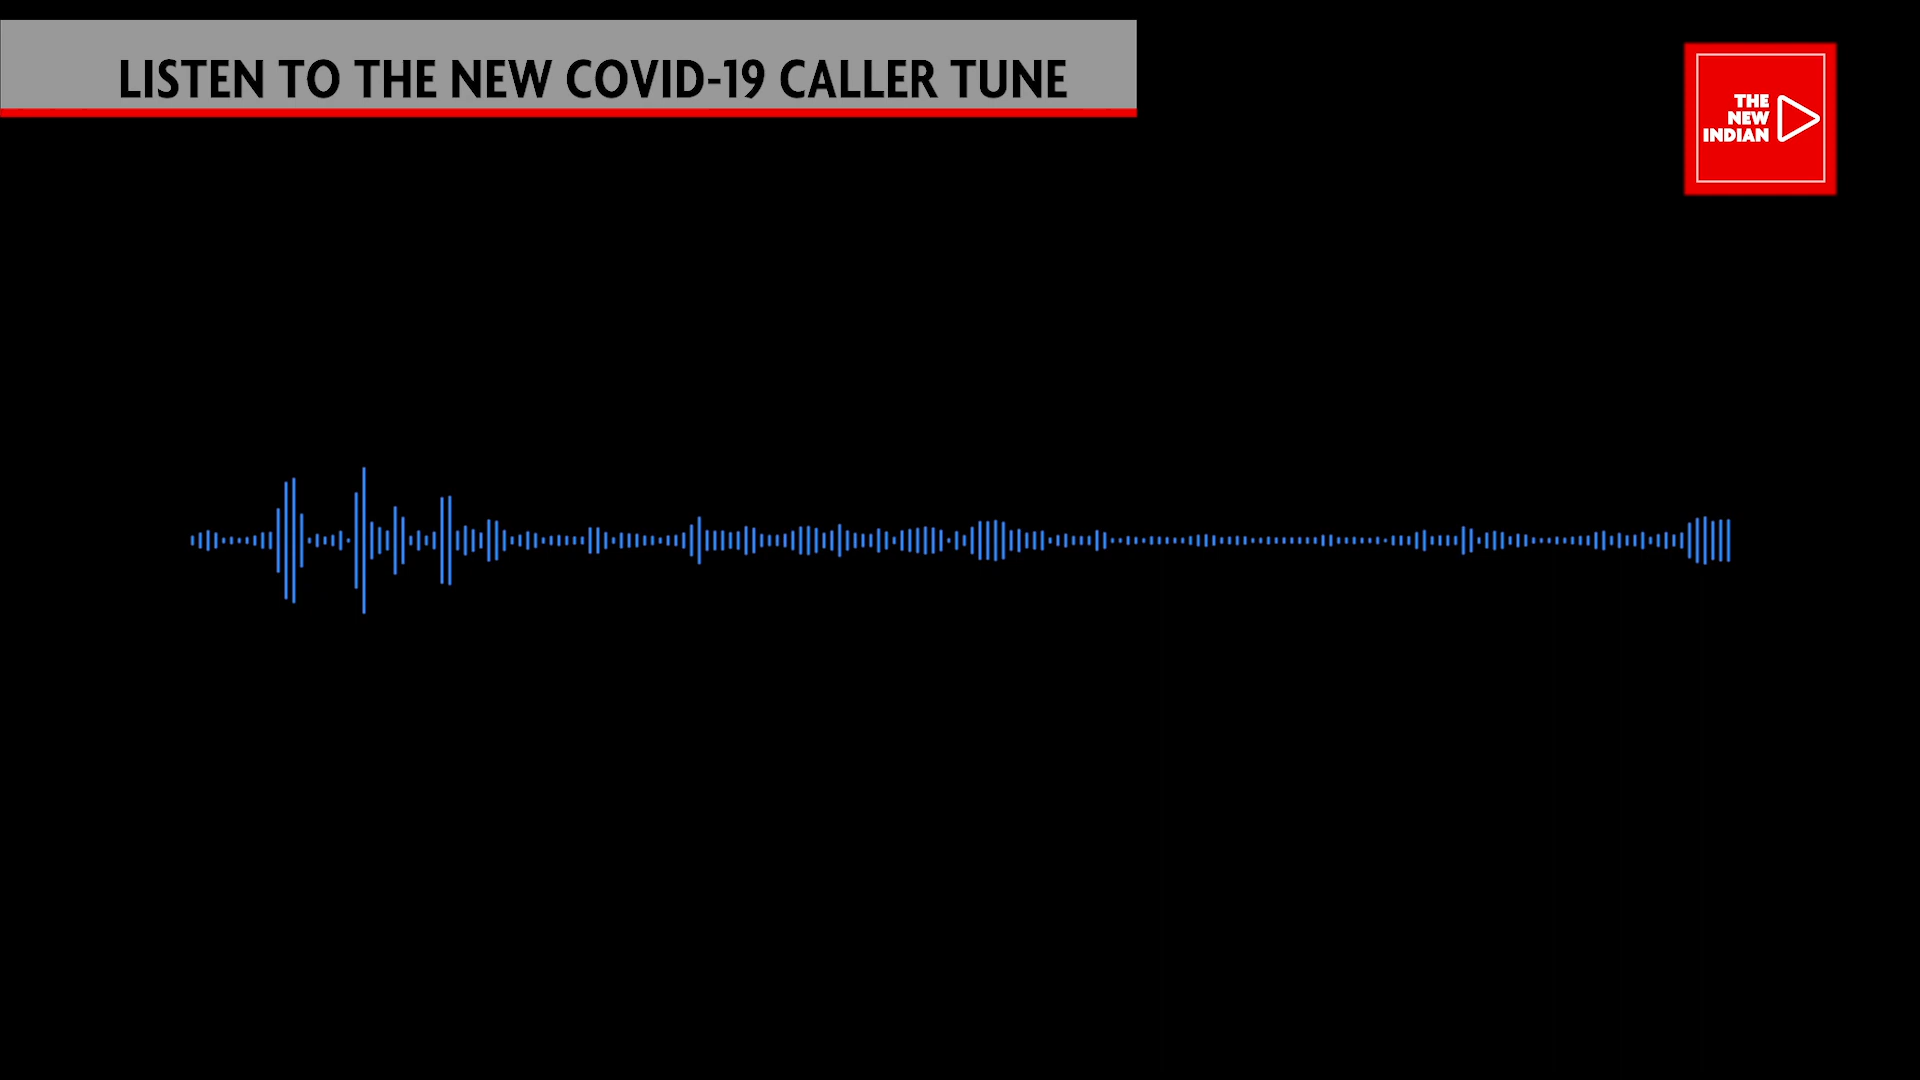 LISTEN TO THE NEW COVID-19 CALLER TUNE
THE
NEW
INDIAN